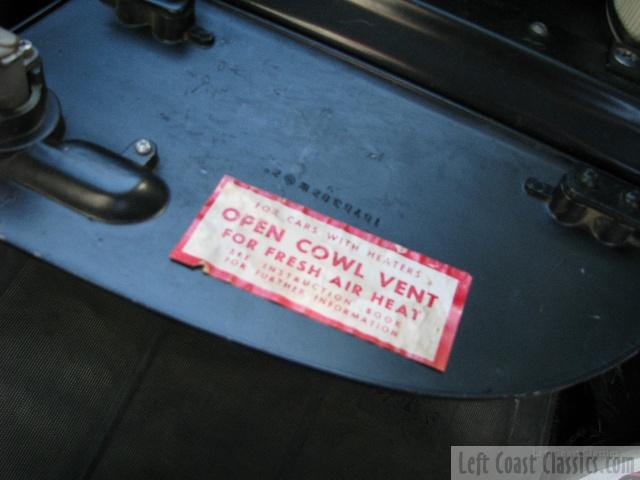 FOR CARS WITH HEATERS
OPEN COWL VENT
FOR FRESH AIR HEAT
SEE INSTRUCTION BOOK
FOR FURTHER INFORMATION
Left Coast Classics.com